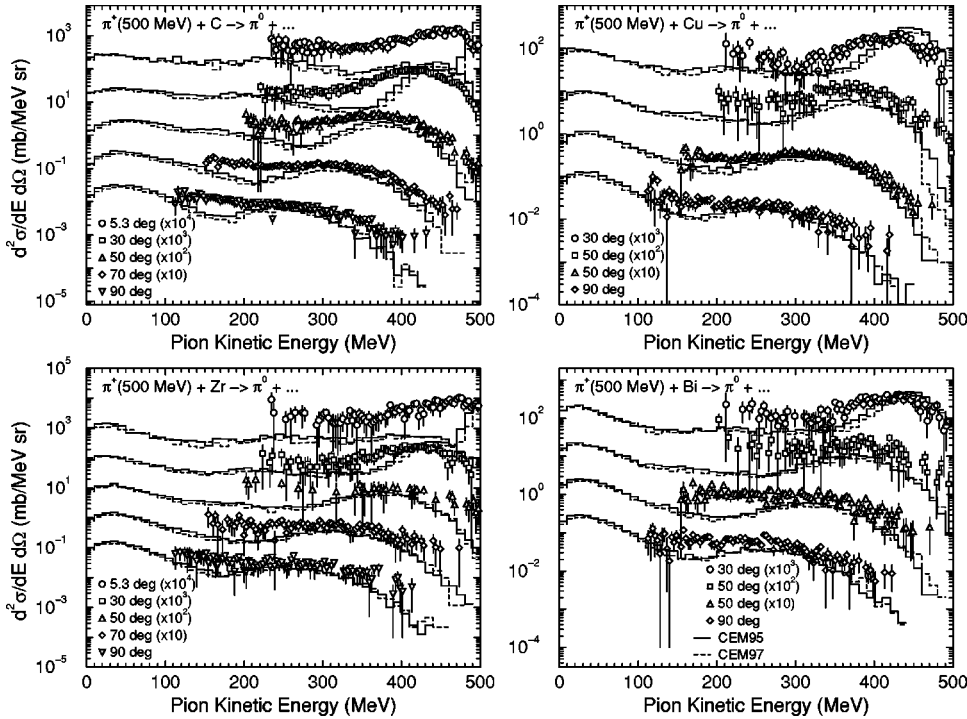 π⁺(500 MeV) + C -> π⁰ + ...
d²σ/dE dΩ (mb/MeV sr)
10³
10¹
10⁻¹
10⁻³
10⁻⁵
5.3 deg (x10⁴)
30 deg (x10³)
50 deg (x10²)
70 deg (x10)
90 deg
0 100 200 300 400 500
Pion Kinetic Energy (MeV)
π⁺(500 MeV) + Cu -> π⁰ + ...
10²
10⁰
10⁻²
10⁻⁴
30 deg (x10³)
50 deg (x10²)
50 deg (x10)
90 deg
0 100 200 300 400 500
Pion Kinetic Energy (MeV)
π⁺(500 MeV) + Zr -> π⁰ + ...
d²σ/dE dΩ (mb/MeV sr)
10⁵
10³
10¹
10⁻¹
10⁻³
10⁻⁵
5.3 deg (x10⁴)
30 deg (x10³)
50 deg (x10²)
70 deg (x10)
90 deg
0 100 200 300 400 500
Pion Kinetic Energy (MeV)
π⁺(500 MeV) + Bi -> π⁰ + ...
10²
10⁰
10⁻²
10⁻⁴
30 deg (x10³)
50 deg (x10²)
50 deg (x10)
90 deg
CEM95
CEM97
0 100 200 300 400 500
Pion Kinetic Energy (MeV)